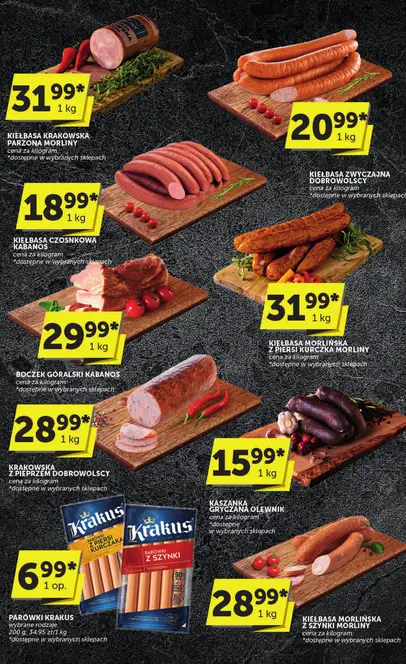 31.99*
1 kg
KIEŁBASA KRAKOWSKA
PARZONA MORLINY
cena za kilogram
*dostępne w wybranych sklepach
20.99*
1 kg
KIEŁBASA ZWYCZAJNA
DOBROWOLSCY
cena za kilogram
*dostępne w wybranych sklepach
18.99*
1 kg
KIEŁBASA CZOSNKOWA
KABANOS
cena za kilogram
*dostępne w wybranych sklepach
31.99*
1 kg
KIEŁBASA MORLIŃSKA
Z PIERSI KURCZKA MORLINY
cena za kilogram
*dostępne w wybranych sklepach
29.99*
1 kg
BOCZEK GÓRALSKI KABANOS
cena za kilogram
*dostępne w wybranych sklepach
28.99*
1 kg
KRAKOWSKA
Z PIEPRZEM DOBROWOLSCY
cena za kilogram
*dostępne w wybranych sklepach
15.99*
1 kg
KASZANKA
GRYCZANA OLEWNIK
cena za kilogram
*dostępne
w wybranych sklepach
Krakus
Z PIERSI
KURCZAKA
Krakus
PARÓWKI
Z SZYNKI
6.99*
1 op.
PARÓWKI KRAKUS
wybrane rodzaje
200 g, 34.95 zł/1 kg
*dostępne w wybranych sklepach
28.99*
1 kg
KIEŁBASA MORLIŃSKA
Z SZYNKI MORLINY
cena za kilogram
*dostępne w wybranych sklepach